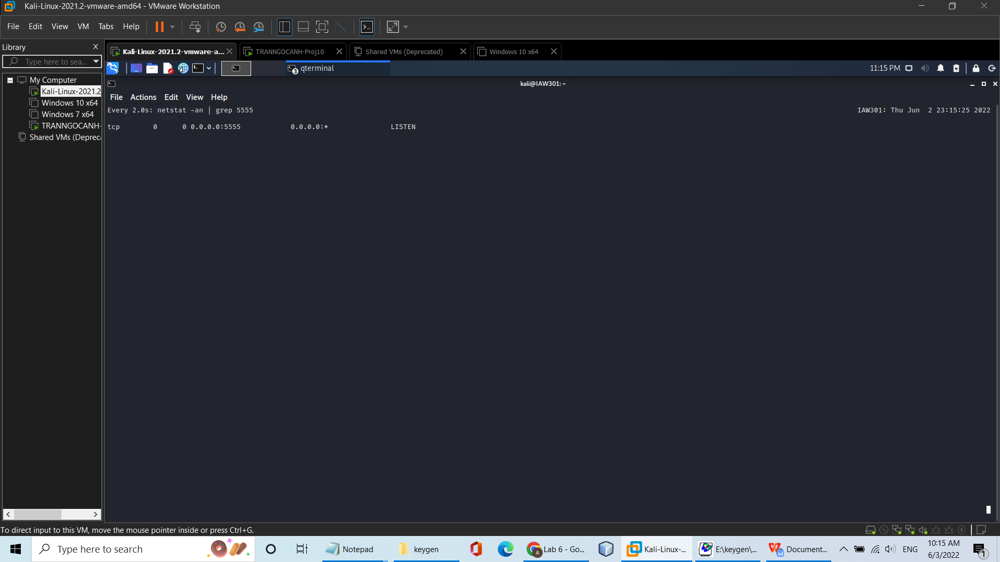 Kali-Linux-2021.2-vmware-amd64 - VMware Workstation
File Edit View VM Tabs Help
Library
Type here to sea...
My Computer
Kali-Linux-2021.2
Windows 10 x64
Windows 7 x64
TRANNGOCANH-
Shared VMs (Depreca
Kali-Linux-2021.2-vmware-a...
TRANNGOCANH-Proj10
Shared VMs (Deprecated)
Windows 10 x64
3 qterminal
11:15 PM
kali@IAW301: ~
File Actions Edit View Help
Every 2.0s: netstat -an | grep 5555
IAW301: Thu Jun  2 23:15:25 2022
tcp        0      0 0.0.0.0:5555            0.0.0.0:*               LISTEN
To direct input to this VM, move the mouse pointer inside or press Ctrl+G.
Type here to search
Notepad
keygen
Lab 6 - Go...
Kali-Linux-...
E:\keygen\...
Document...
ENG
10:15 AM
6/3/2022
1